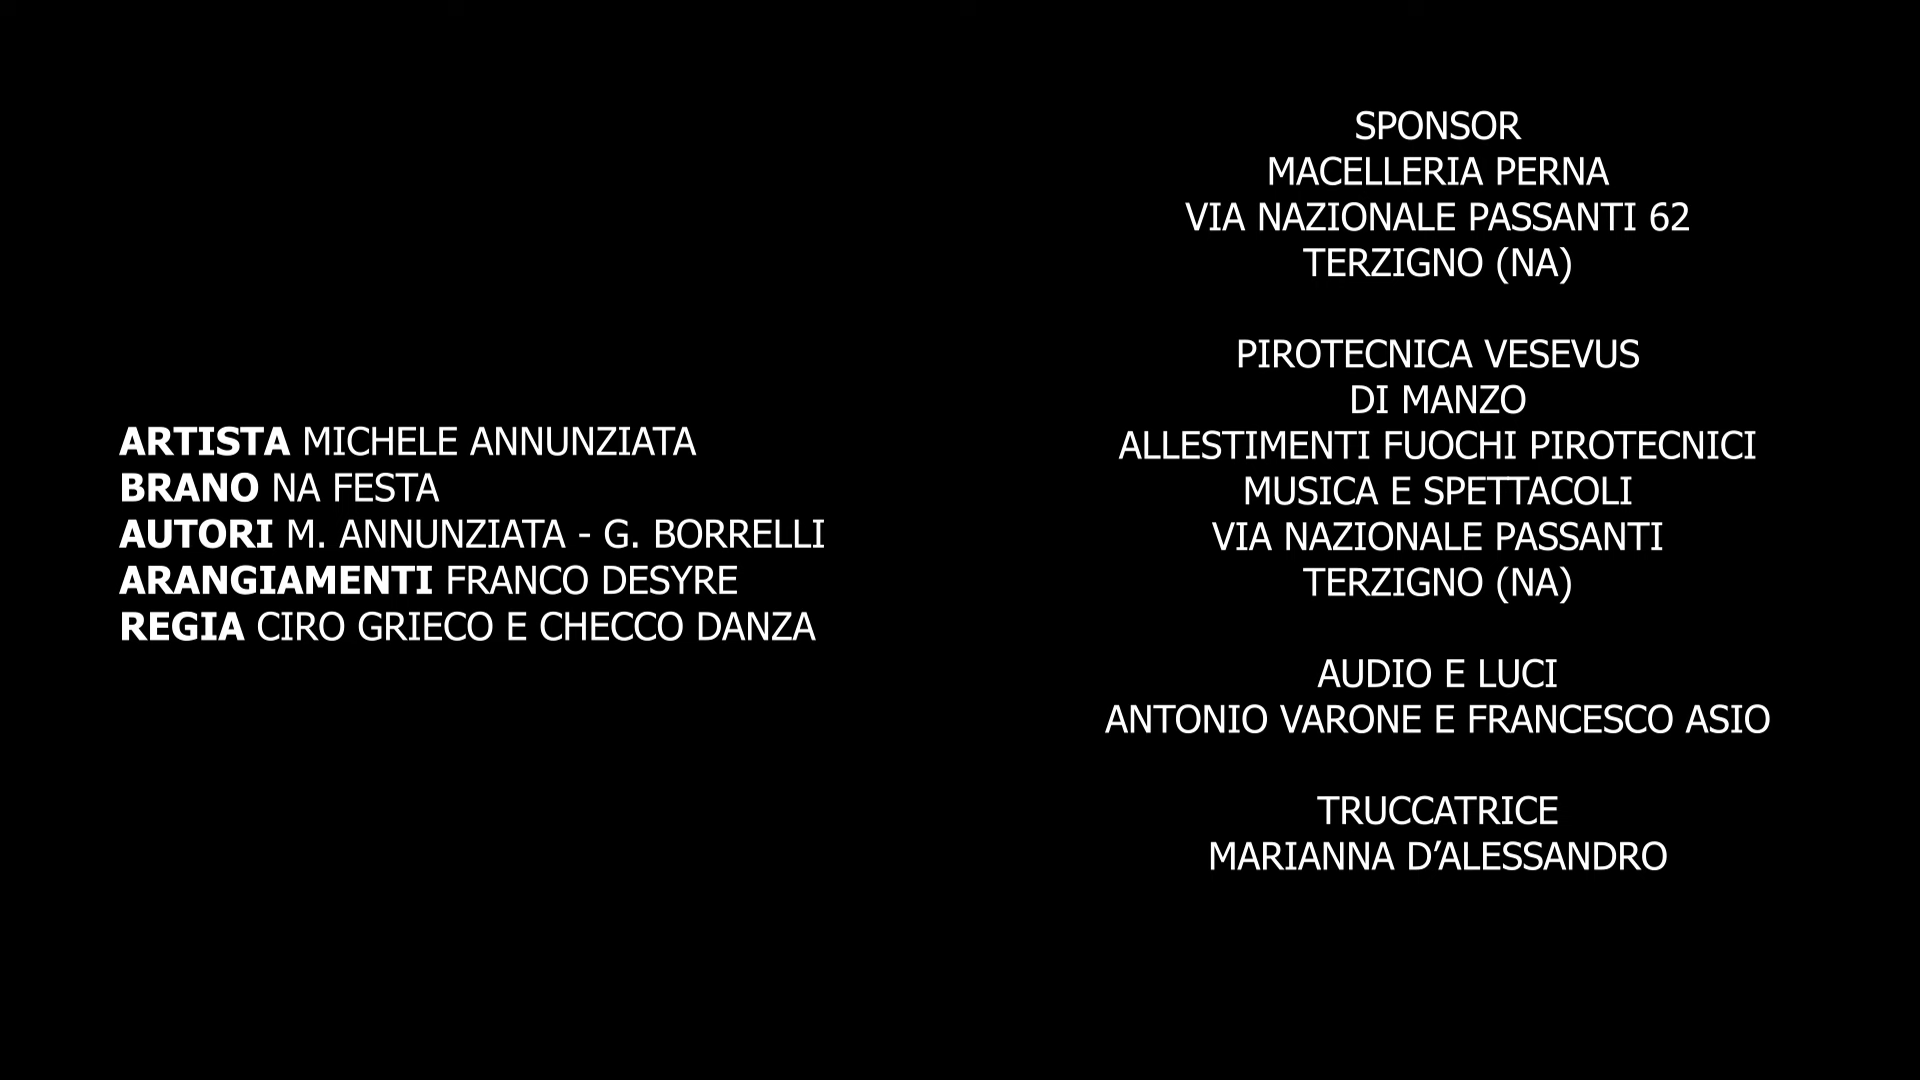 ARTISTA MICHELE ANNUNZIATA
BRANO NA FESTA
AUTORI M. ANNUNZIATA - G. BORRELLI
ARANGIAMENTI FRANCO DESYRE
REGIA CIRO GRIECO E CHECCO DANZA
SPONSOR
MACELLERIA PERNA
VIA NAZIONALE PASSANTI 62
TERZIGNO (NA)
PIROTECNICA VESEVUS
DI MANZO
ALLESTIMENTI FUOCHI PIROTECNICI
MUSICA E SPETTACOLI
VIA NAZIONALE PASSANTI
TERZIGNO (NA)
AUDIO E LUCI
ANTONIO VARONE E FRANCESCO ASIO
TRUCCATRICE
MARIANNA D’ALESSANDRO